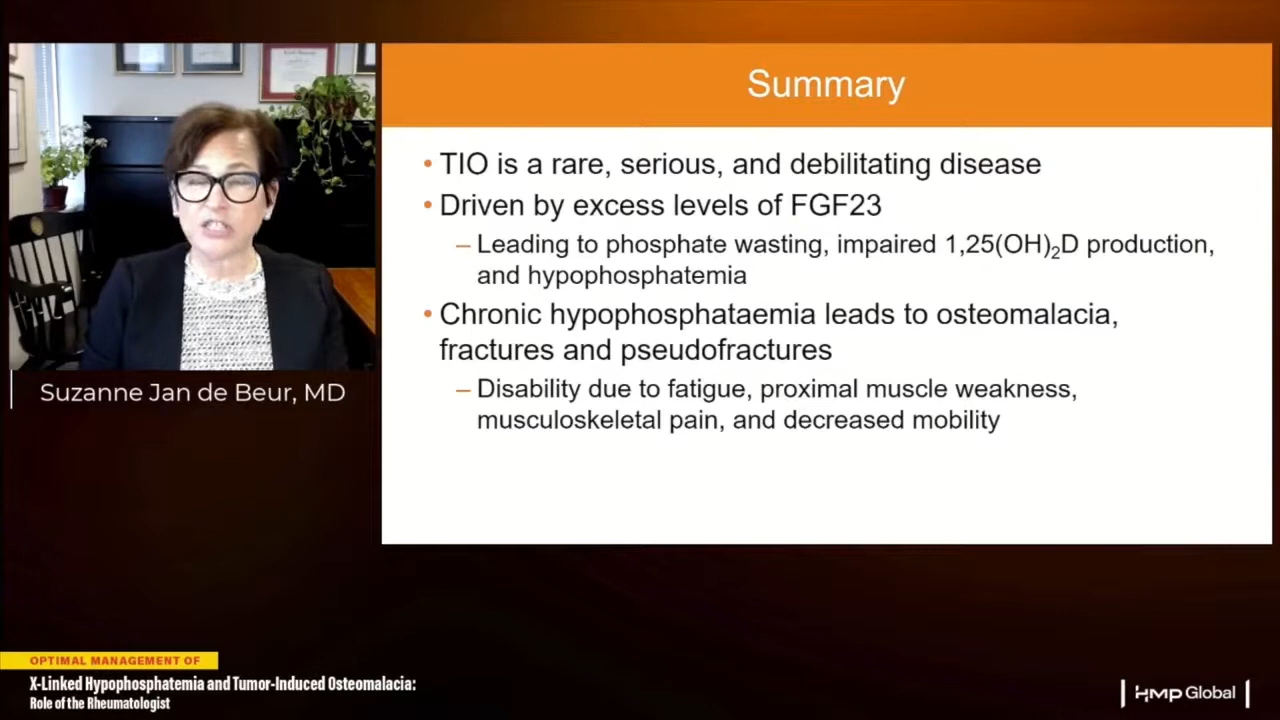 Summary
• TIO is a rare, serious, and debilitating disease
• Driven by excess levels of FGF23
– Leading to phosphate wasting, impaired 1,25(OH)₂D production,
and hypophosphatemia
• Chronic hypophosphataemia leads to osteomalacia,
fractures and pseudofractures
– Disability due to fatigue, proximal muscle weakness,
musculoskeletal pain, and decreased mobility
Suzanne Jan de Beur, MD
OPTIMAL MANAGEMENT OF
X-Linked Hypophosphatemia and Tumor-Induced Osteomalacia:
Role of the Rheumatologist
HMP Global